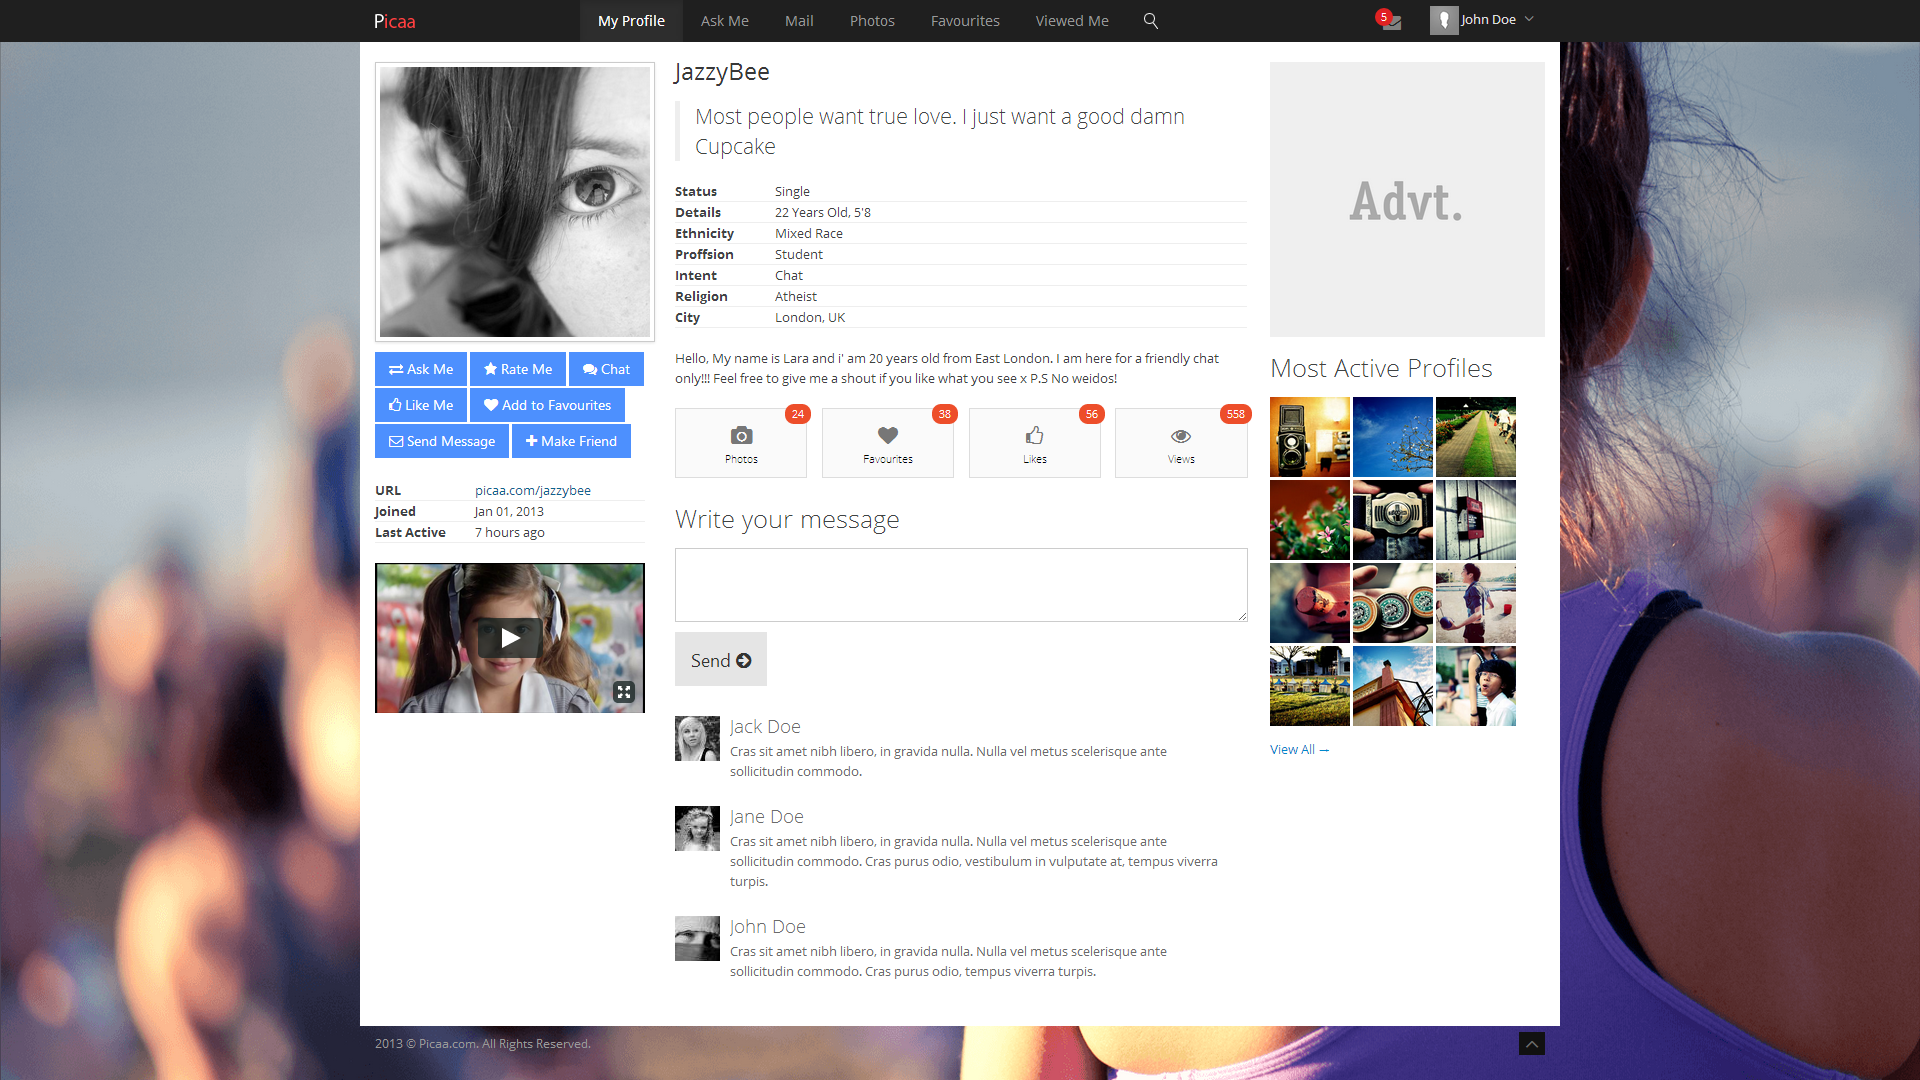 Picaa
My Profile
Ask Me
Mail
Photos
Favourites
Viewed Me
5
John Doe
JazzyBee
Most people want true love. I just want a good damn
Cupcake
Status Single
Details 22 Years Old, 5'8
Ethnicity Mixed Race
Proffsion Student
Intent Chat
Religion Atheist
City London, UK
Hello, My name is Lara and i' am 20 years old from East London. I am here for a friendly chat
only!!! Feel free to give me a shout if you like what you see x P.S No weidos!
24
Photos
38
Favourites
56
Likes
558
Views
Write your message
Send
Jack Doe
Cras sit amet nibh libero, in gravida nulla. Nulla vel metus scelerisque ante
sollicitudin commodo.
Jane Doe
Cras sit amet nibh libero, in gravida nulla. Nulla vel metus scelerisque ante
sollicitudin commodo. Cras purus odio, vestibulum in vulputate at, tempus viverra
turpis.
John Doe
Cras sit amet nibh libero, in gravida nulla. Nulla vel metus scelerisque ante
sollicitudin commodo. Cras purus odio, tempus viverra turpis.
Ask Me
Rate Me
Chat
Like Me
Add to Favourites
Send Message
Make Friend
URL picaa.com/jazzybee
Joined Jan 01, 2013
Last Active 7 hours ago
Advt.
Most Active Profiles
View All →
2013 © Picaa.com. All Rights Reserved.